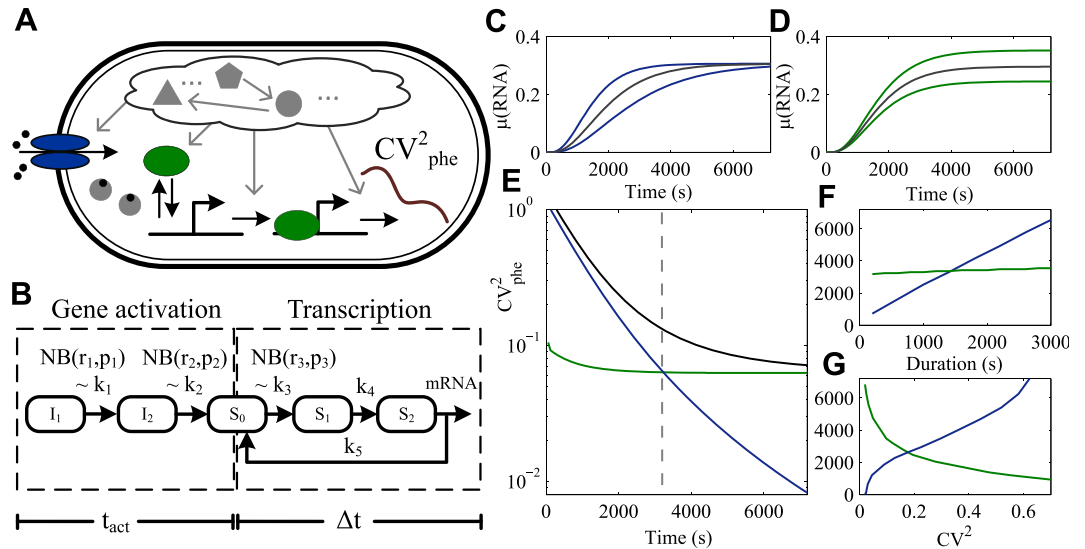 A
...
...
CV²phe
B
Gene activation
Transcription
NB(r₁,p₁)
NB(r₂,p₂)
NB(r₃,p₃)
~ k₁
~ k₂
~ k₃
k₄
mRNA
I₁
I₂
S₀
S₁
S₂
k₅
tact
Δt
C
μ(RNA)
0.4
0.2
0
0
2000
4000
6000
Time (s)
D
μ(RNA)
0.4
0.2
0
0
2000
4000
6000
Time (s)
E
CV²phe
10⁰
10⁻¹
10⁻²
0
2000
4000
6000
Time (s)
F
6000
4000
2000
0
0
1000
2000
3000
Duration (s)
G
6000
4000
2000
0
0
0.2
0.4
0.6
CV²